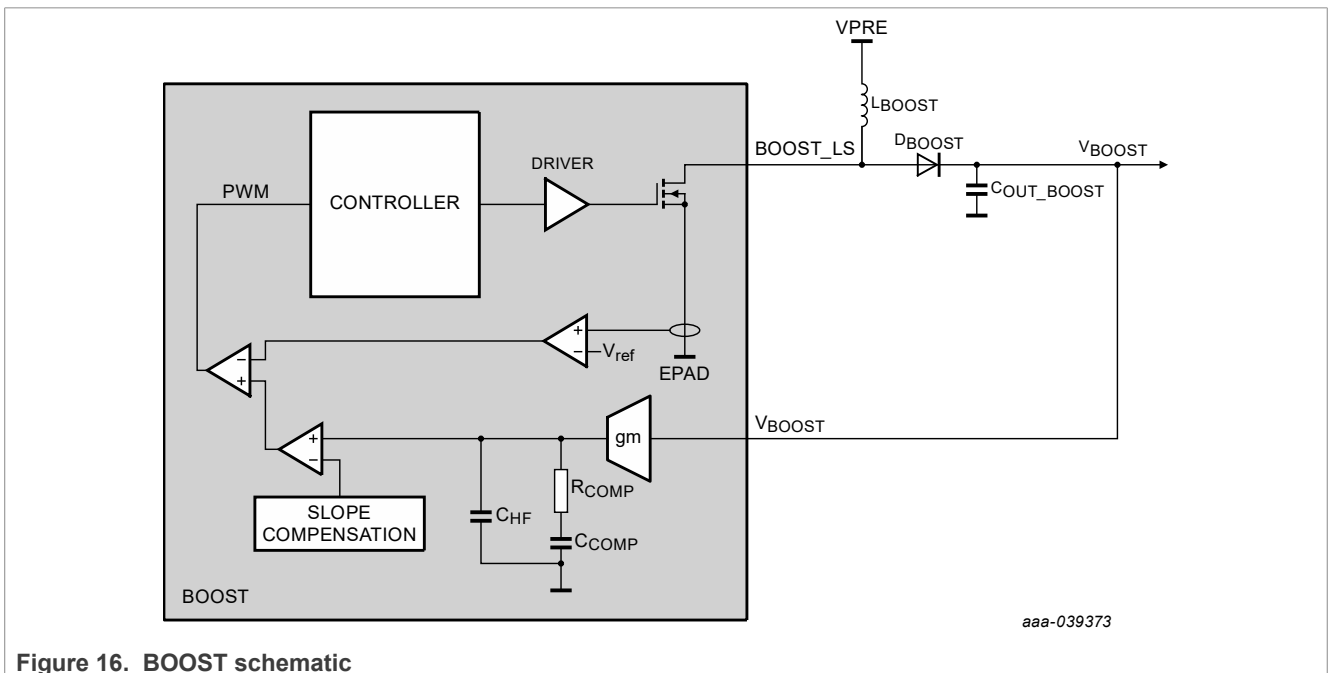 VPRE
LBOOST
DBOOST
BOOST_LS
VBOOST
COUT_BOOST
DRIVER
PWM
CONTROLLER
+
−
Vref
EPAD
−
+
VBOOST
gm
+
−
RCOMP
SLOPE
COMPENSATION
CHF
CCOMP
BOOST
aaa-039373
Figure 16. BOOST schematic